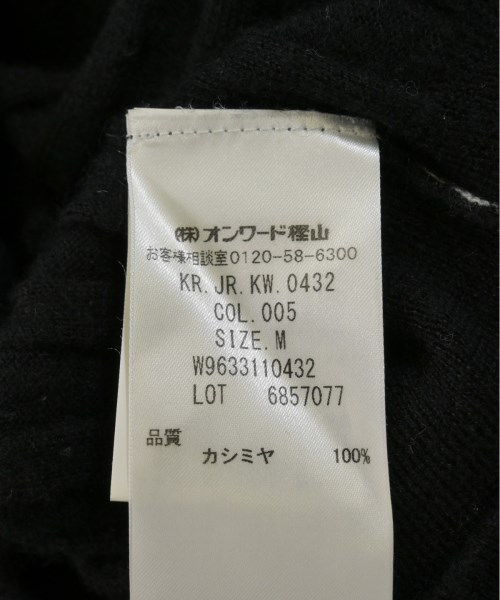 ㈱オンワード樫山
お客様相談室0120-58-6300
KR.JR.KW.0432
COL.005
SIZE.M
W9633110432
LOT 6857077
品質
カシミヤ 100%